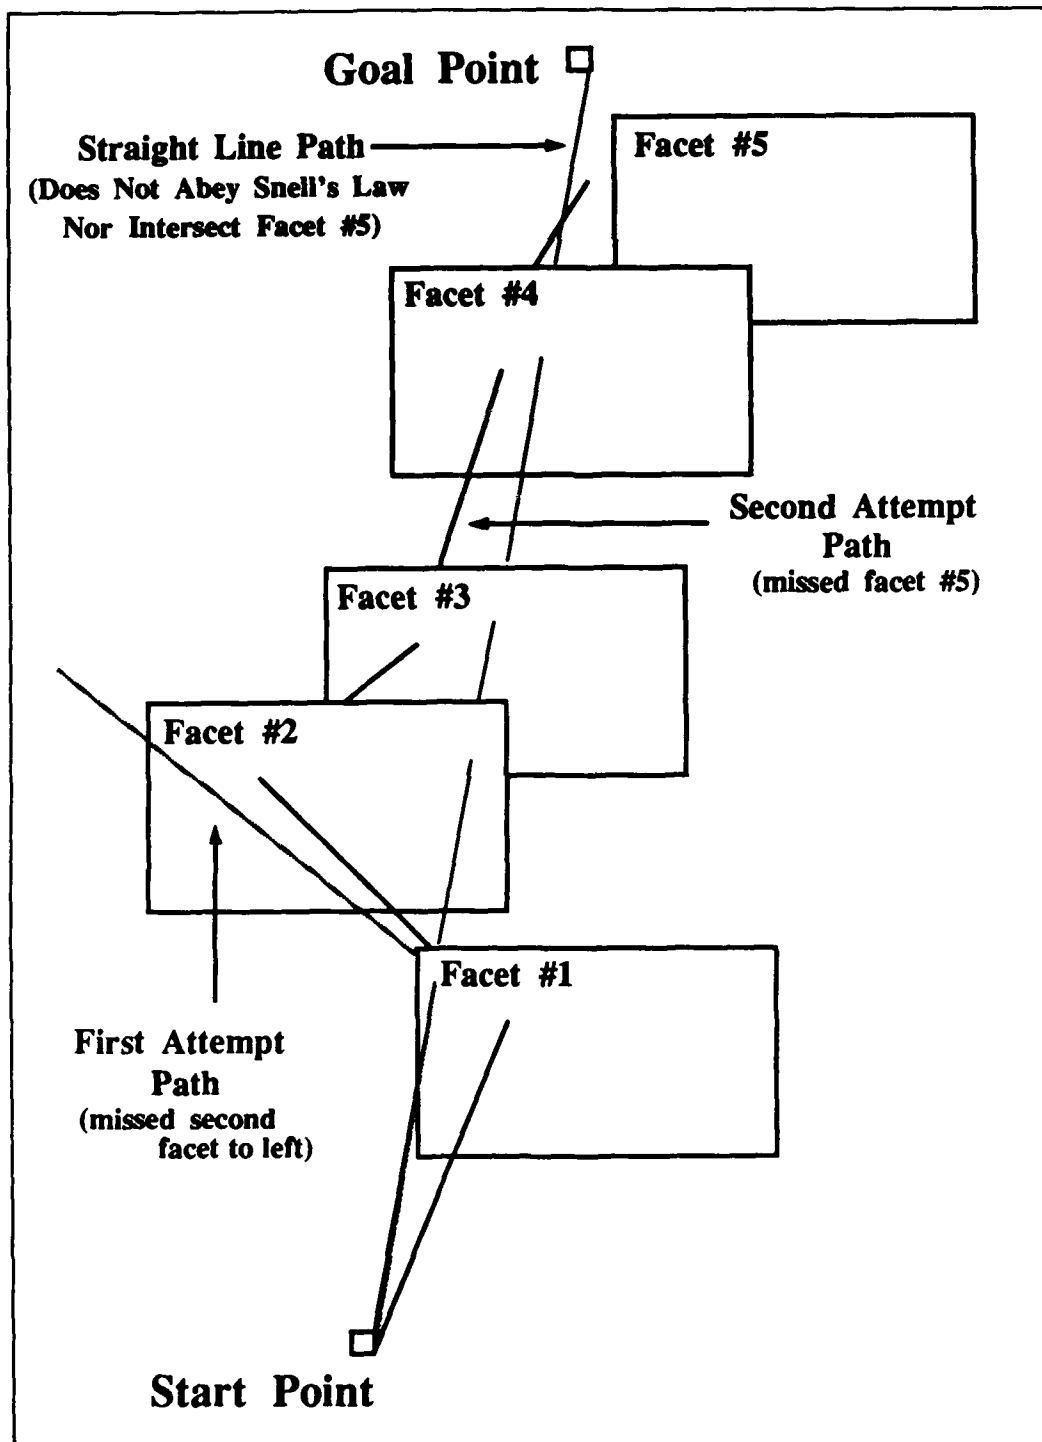 Goal Point
Straight Line Path
(Does Not Abey Snell's Law
Nor Intersect Facet #5)
Facet #5
Facet #4
Second Attempt
Path
(missed facet #5)
Facet #3
Facet #2
Facet #1
First Attempt
Path
(missed second
facet to left)
Start Point